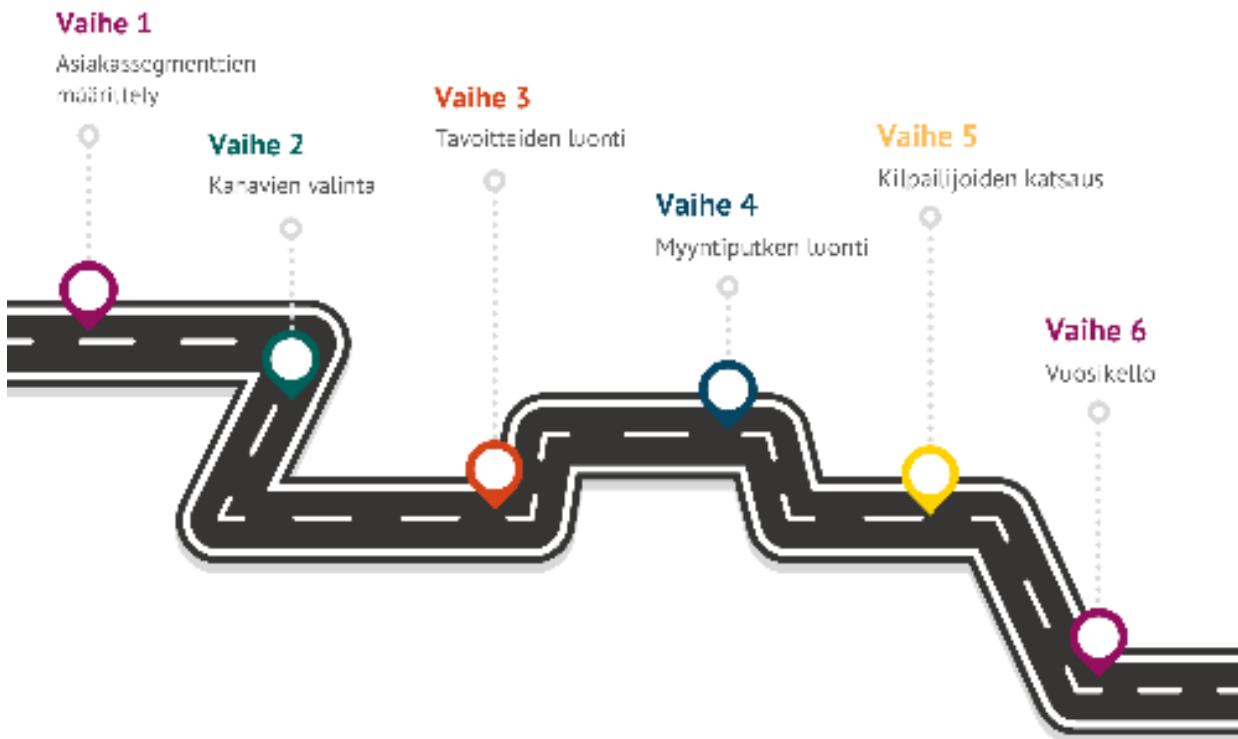 Vaihe 1
Asiakassegmenttien
määrittely
Vaihe 2
Kanavien valinta
Vaihe 3
Tavoitteiden luonti
Vaihe 4
Myyntiputken luonti
Vaihe 5
Kilpailijoiden katsaus
Vaihe 6
Vuosikello